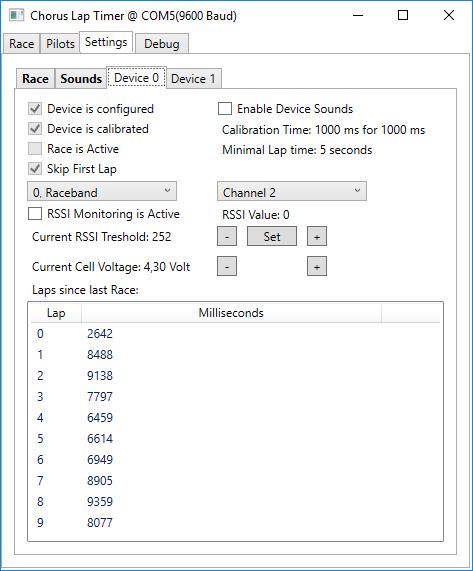 Chorus Lap Timer @ COM5(9600 Baud)
Race Pilots Settings Debug
Race Sounds Device 0 Device 1
Device is configured Enable Device Sounds
Device is calibrated Calibration Time: 1000 ms for 1000 ms
Race is Active Minimal Lap time: 5 seconds
Skip First Lap
0, Raceband Channel 2
RSSI Monitoring is Active RSSI Value: 0
Current RSSI Treshold: 252 - Set +
Current Cell Voltage: 4,30 Volt - +
Laps since last Race:
Lap Milliseconds
0 2642
1 8488
2 9138
3 7797
4 6459
5 6614
6 6949
7 8905
8 9359
9 8077